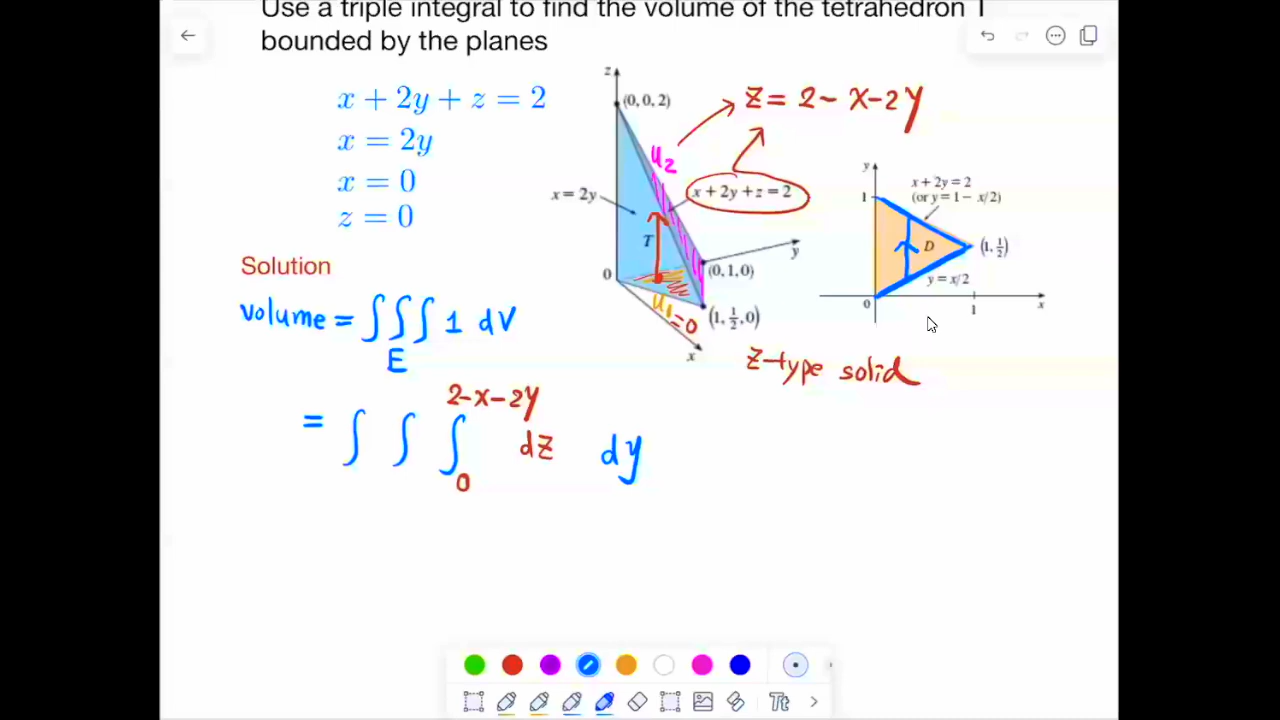 Use a triple integral to find the volume of the tetrahedron T
bounded by the planes
x + 2y + z = 2
x = 2y
x = 0
z = 0
z
(0, 0, 2)
z = 2 - x - 2y
u2
x = 2y
x + 2y + z = 2
T
y
0
(0, 1, 0)
u1 = 0
(1, 1/2, 0)
x
y
x + 2y = 2
(or y = 1 - x/2)
1
D
(1, 1/2)
y = x/2
0
1
x
z-type solid
Solution
volume = ∫∫∫ 1 dV
E
= ∫ ∫ ∫ 2-x-2y dz dy
0
Tt